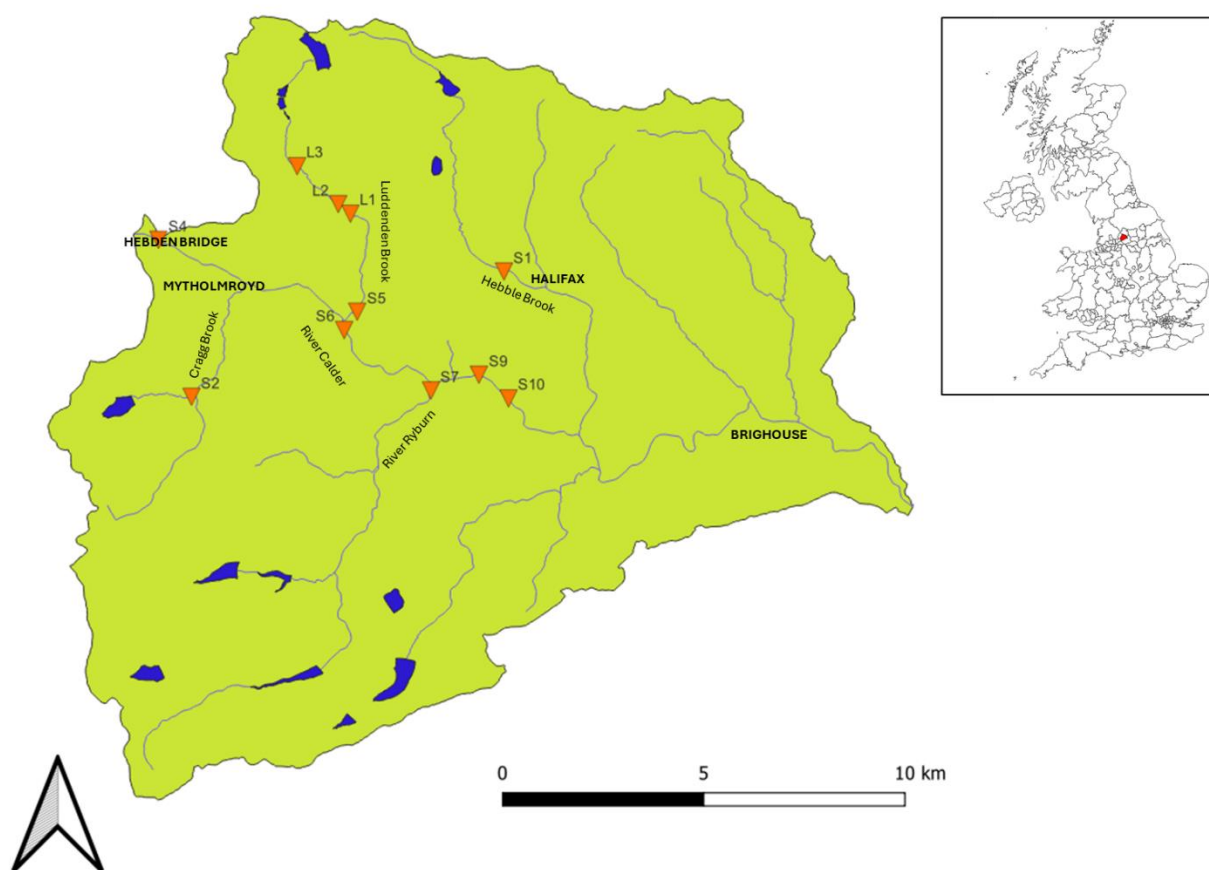 L3
L2
L1
Luddenden Brook
S4
HEBDEN BRIDGE
MYTHOLMROYD
S1
HALIFAX
Hebble Brook
S5
S6
River Calder
Cragg Brook
S2
S9
S7
S10
River Ryburn
BRIGHOUSE
0 5 10 km